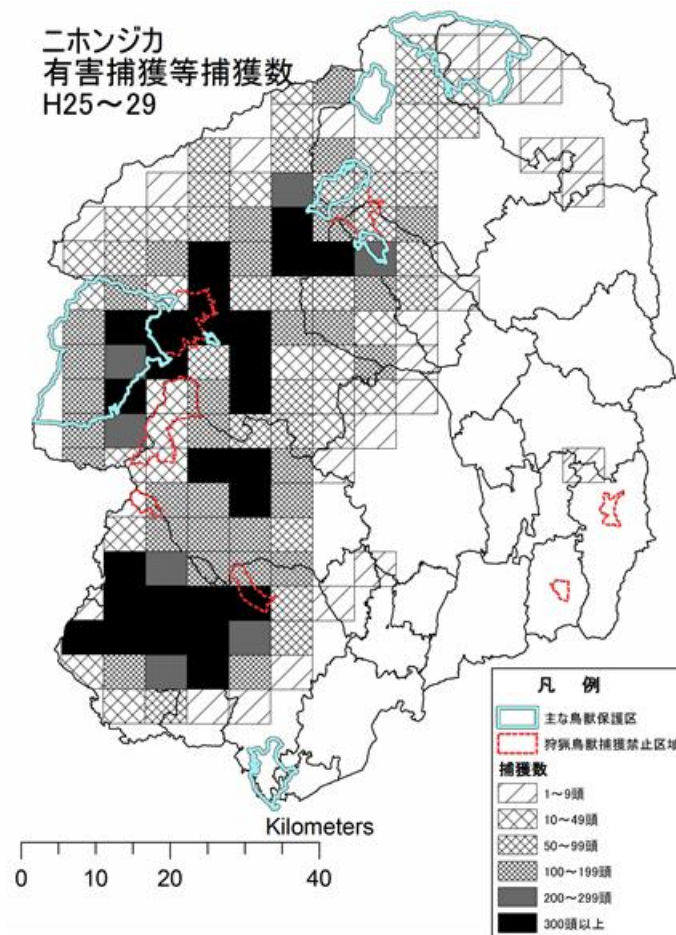 ニホンジカ
有害捕獲等捕獲数
H25～29
凡 例
主な鳥獣保護区
狩猟鳥獣捕獲禁止区域
捕獲数
1～9頭
10～49頭
50～99頭
100～199頭
200～299頭
300頭以上
Kilometers
0 10 20 40